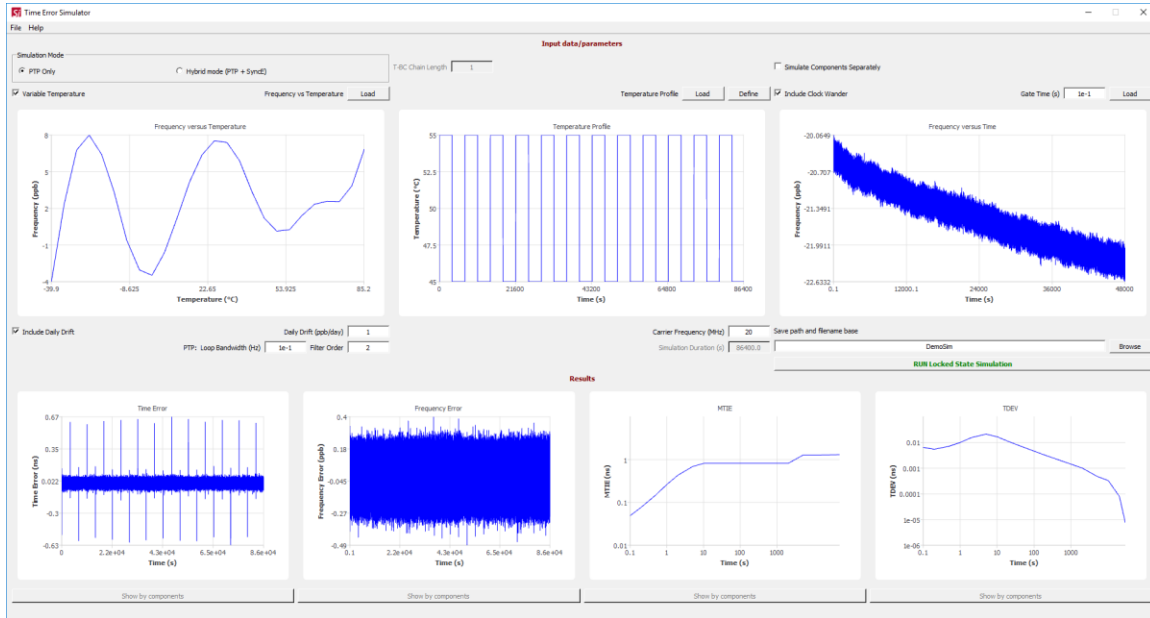 Time Error Simulator
File Help
Input data/parameters
Simulation Mode
PTP Only Hybrid mode (PTP + SyncE)
T-BC Chain Length 1
Simulate Components Separately
Variable Temperature Frequency vs Temperature Load
Temperature Profile Load Define
Include Clock Wander Gate Time (s) 1e-1 Load
Frequency versus Temperature
Frequency (ppb)
8
5
2
-1
-4
-39.9 -8.625 22.65 53.925 85.2
Temperature (°C)
Temperature Profile
Temperature (°C)
55
52.5
50
47.5
45
0 21600 43200 64800 86400
Time (s)
Frequency versus Time
Frequency (ppb)
-20.0649
-20.707
-21.3491
-21.9911
-22.6332
0.1 12000.1 24000 36000 48000
Time (s)
Include Daily Drift Daily Drift (ppb/day) 1
PTP: Loop Bandwidth (Hz) 1e-1 Filter Order 2
Carrier Frequency (MHz) 20
Simulation Duration (s) 86400.0
Save path and filename base
DemoSim Browse
RUN Locked State Simulation
Results
Time Error
Time Error (ns)
0.67
0.35
0.022
-0.3
-0.63
0 2.2e+04 4.3e+04 6.5e+04 8.6e+04
Time (s)
Frequency Error
Frequency Error (ppb)
0.4
0.18
-0.045
-0.27
-0.49
0.1 2.2e+04 4.3e+04 6.5e+04 8.6e+04
Time (s)
MTIE
MTIE (ns)
1
0.1
0.01
0.1 1 10 100 1000
Time (s)
TDEV
TDEV (ns)
0.01
0.001
0.0001
1e-05
1e-06
0.1 1 10 100 1000
Time (s)
Show by components
Show by components
Show by components
Show by components